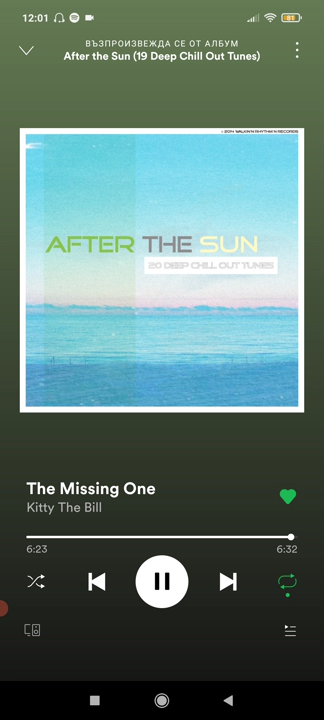 12:01
83
ВЪЗПРОИЗВЕЖДА СЕ ОТ АЛБУМ
After the Sun (19 Deep Chill Out Tunes)
AFTER THE SUN
20 DEEP CHILL OUT TUNES
The Missing One
Kitty The Bill
6:23
6:32